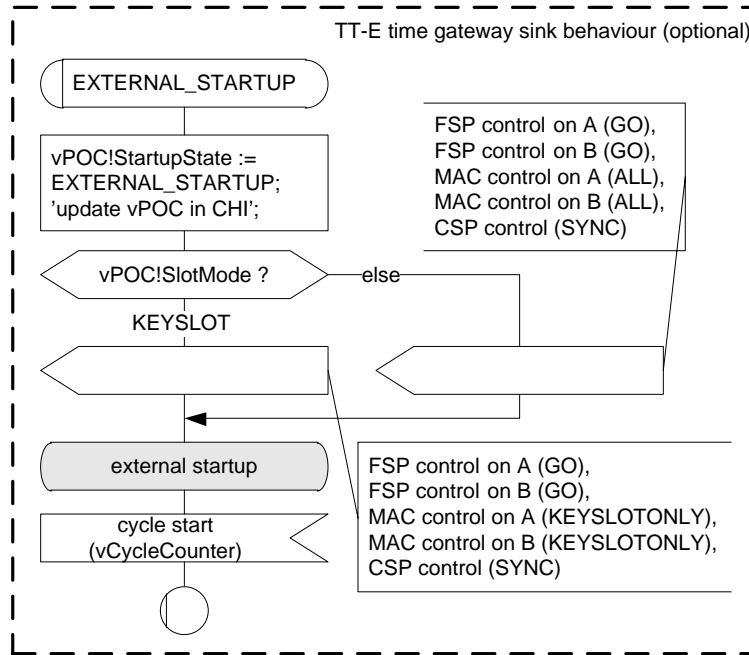 TT-E time gateway sink behaviour (optional)
EXTERNAL_STARTUP
vPOC!StartupState :=
EXTERNAL_STARTUP;
'update vPOC in CHI';
FSP control on A (GO),
FSP control on B (GO),
MAC control on A (ALL),
MAC control on B (ALL),
CSP control (SYNC)
vPOC!SlotMode ?
else
KEYSLOT
external startup
FSP control on A (GO),
FSP control on B (GO),
MAC control on A (KEYSLOTONLY),
MAC control on B (KEYSLOTONLY),
CSP control (SYNC)
cycle start
(vCycleCounter)